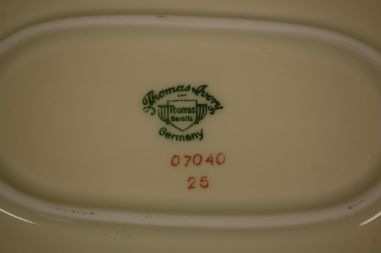 Thomas Ivory
Thomas
Bavaria
Germany
07040
25